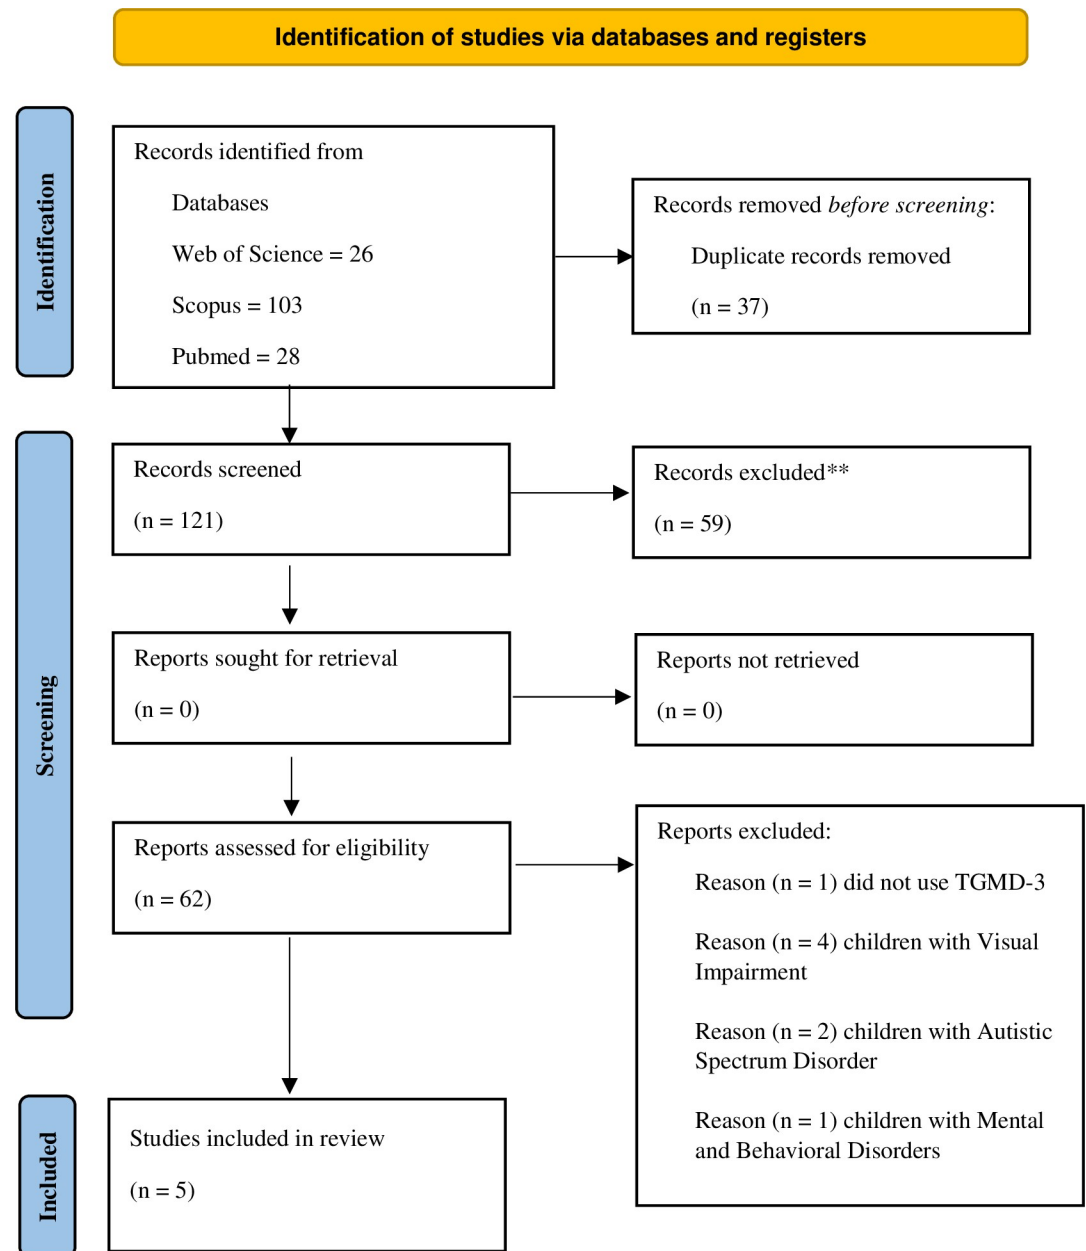 Identification of studies via databases and registers
Identification
Records identified from
Databases
Web of Science = 26
Scopus = 103
Pubmed = 28
Records removed before screening:
Duplicate records removed
(n = 37)
Screening
Records screened
(n = 121)
Records excluded**
(n = 59)
Reports sought for retrieval
(n = 0)
Reports not retrieved
(n = 0)
Reports assessed for eligibility
(n = 62)
Reports excluded:
Reason (n = 1) did not use TGMD-3
Reason (n = 4) children with Visual
Impairment
Reason (n = 2) children with Autistic
Spectrum Disorder
Reason (n = 1) children with Mental
and Behavioral Disorders
Included
Studies included in review
(n = 5)